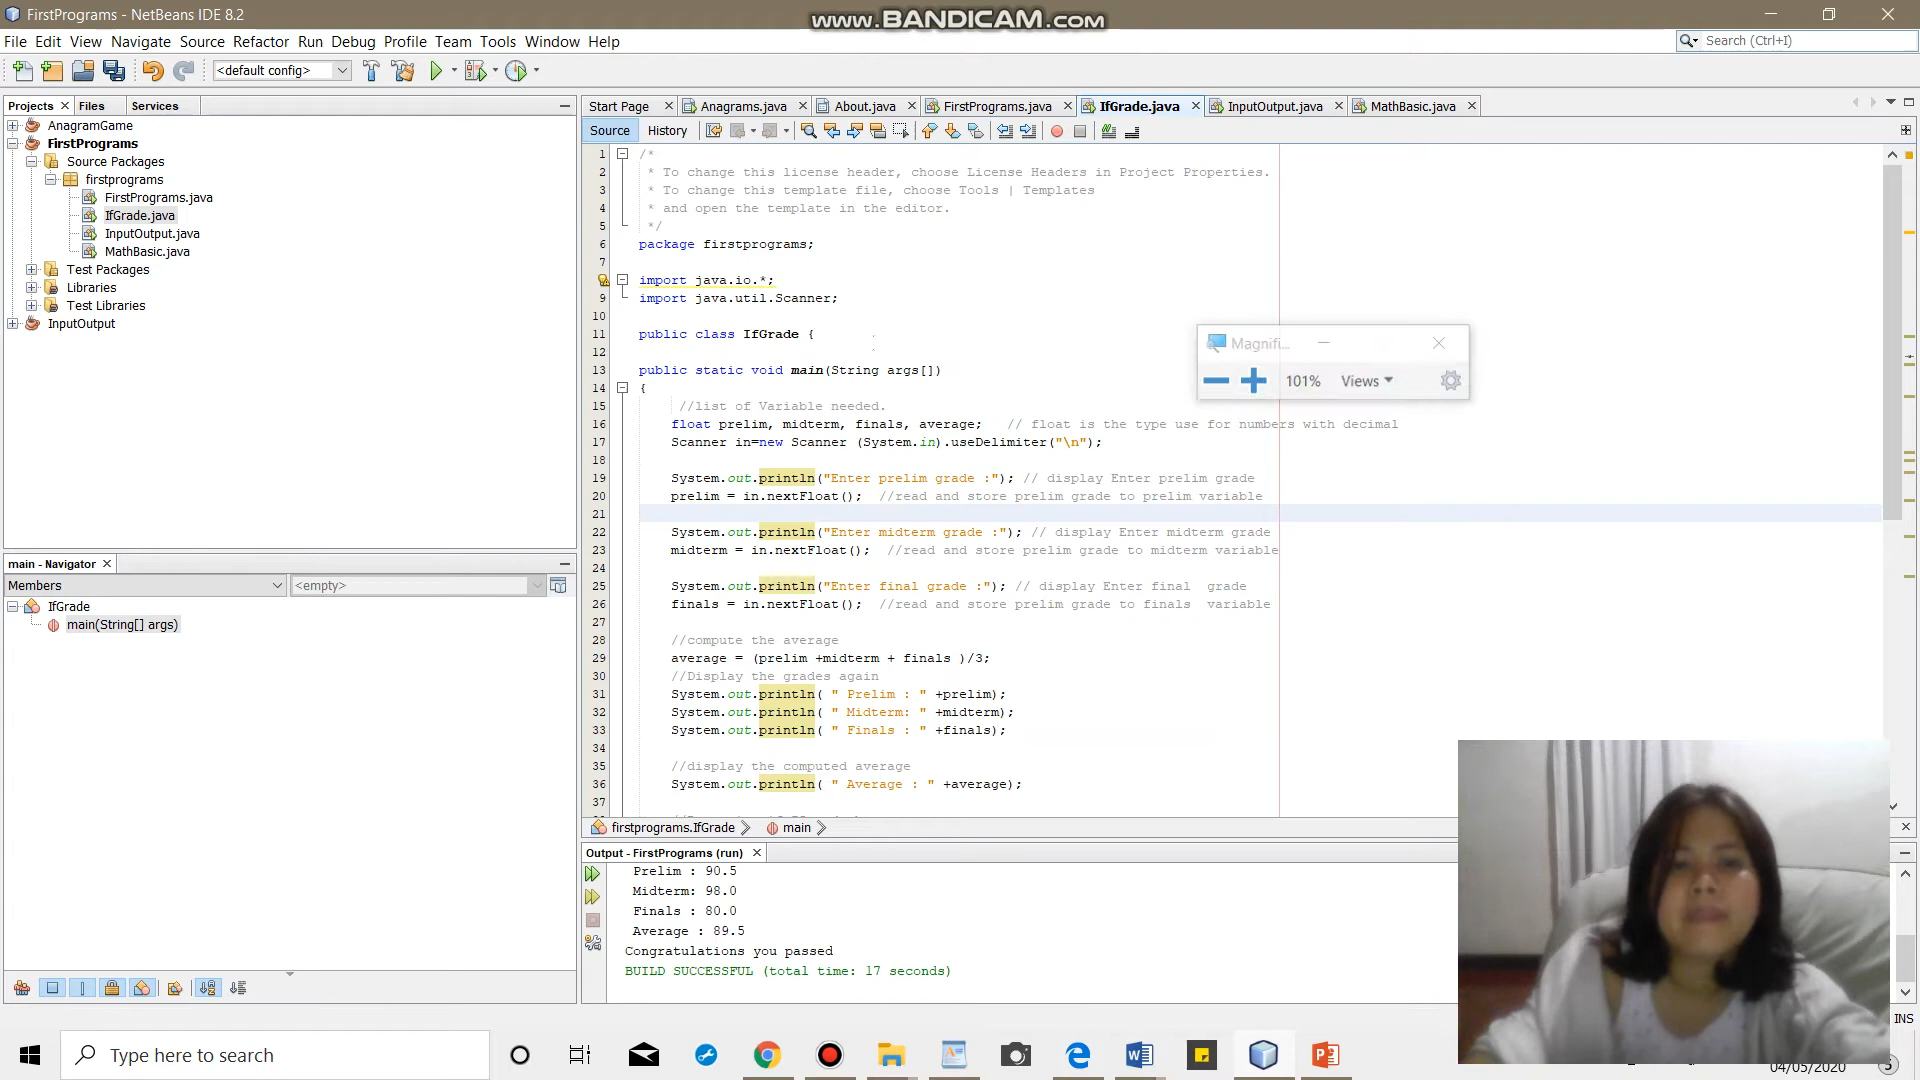 FirstPrograms - NetBeans IDE 8.2
www.BANDICAM.com
File Edit View Navigate Source Refactor Run Debug Profile Team Tools Window Help
Search (Ctrl+I)
<default config>
Projects Files Services
AnagramGame
FirstPrograms
Source Packages
firstprograms
FirstPrograms.java
IfGrade.java
InputOutput.java
MathBasic.java
Test Packages
Libraries
Test Libraries
InputOutput
main - Navigator
Members <empty>
IfGrade
main(String[] args)
Start Page Anagrams.java About.java FirstPrograms.java IfGrade.java InputOutput.java MathBasic.java
Source History
1 /*
2 * To change this license header, choose License Headers in Project Properties.
3 * To change this template file, choose Tools | Templates
4 * and open the template in the editor.
5 */
6 package firstprograms;
7
import java.io.*;
9 import java.util.Scanner;
10
11 public class IfGrade {
12
13 public static void main(String args[])
14 {
15 //list of Variable needed.
16 float prelim, midterm, finals, average; // float is the type use for numbers with decimal
17 Scanner in=new Scanner (System.in).useDelimiter("\n");
18
19 System.out.println("Enter prelim grade :"); // display Enter prelim grade
20 prelim = in.nextFloat(); //read and store prelim grade to prelim variable
21
22 System.out.println("Enter midterm grade :"); // display Enter midterm grade
23 midterm = in.nextFloat(); //read and store prelim grade to midterm variable
24
25 System.out.println("Enter final grade :"); // display Enter final grade
26 finals = in.nextFloat(); //read and store prelim grade to finals variable
27
28 //compute the average
29 average = (prelim +midterm + finals )/3;
30 //Display the grades again
31 System.out.println( " Prelim : " +prelim);
32 System.out.println( " Midterm: " +midterm);
33 System.out.println( " Finals : " +finals);
34
35 //display the computed average
36 System.out.println( " Average : " +average);
37
Magnifi...
101% Views
firstprograms.IfGrade main
Output - FirstPrograms (run)
Prelim : 90.5
Midterm: 98.0
Finals : 80.0
Average : 89.5
Congratulations you passed
BUILD SUCCESSFUL (total time: 17 seconds)
INS
Type here to search
04/05/2020
5